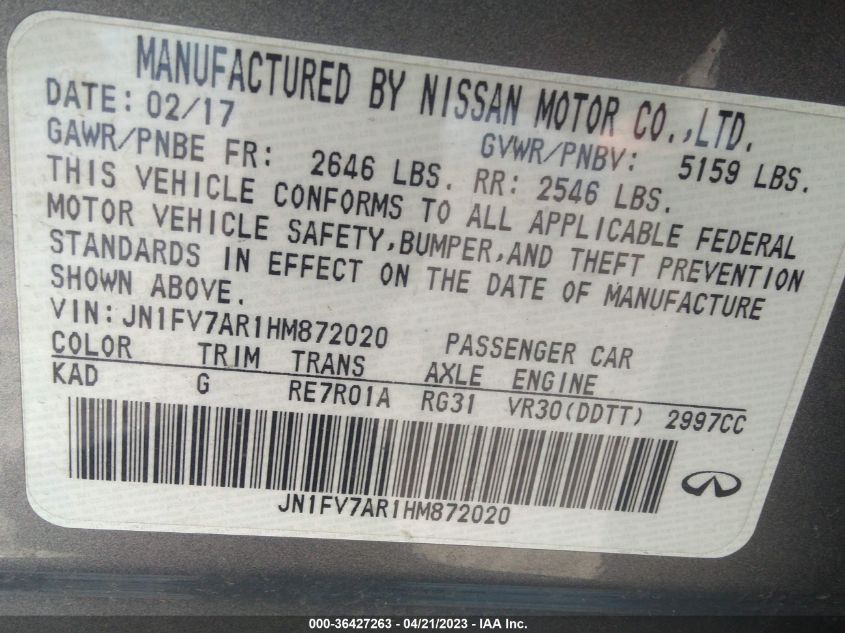 MANUFACTURED BY NISSAN MOTOR CO.,LTD.
DATE: 02/17 GVWR/PNBV: 5159 LBS.
GAWR/PNBE FR: 2646 LBS. RR: 2546 LBS.
THIS VEHICLE CONFORMS TO ALL APPLICABLE FEDERAL
MOTOR VEHICLE SAFETY,BUMPER,AND THEFT PREVENTION
STANDARDS IN EFFECT ON THE DATE OF MANUFACTURE
SHOWN ABOVE.
VIN:JN1FV7AR1HM872020 PASSENGER CAR
COLOR TRIM TRANS AXLE ENGINE
KAD G RE7R01A RG31 VR30(DDTT) 2997CC
JN1FV7AR1HM872020
000-36427263 - 04/21/2023 - IAA Inc.